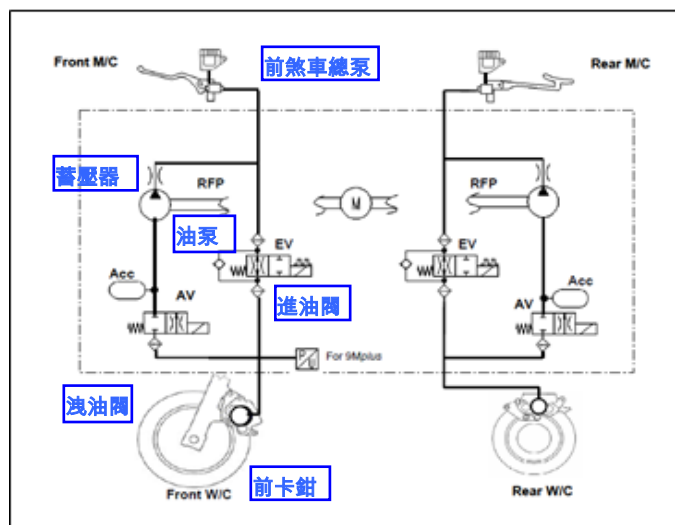 Front M/C
前煞車總泵
Rear M/C
蓄壓器
RFP
M
RFP
油泵
EV
EV
Acc
AV
進油閥
Acc
AV
P
U
For 9Mplus
洩油閥
Front W/C
前卡鉗
Rear W/C